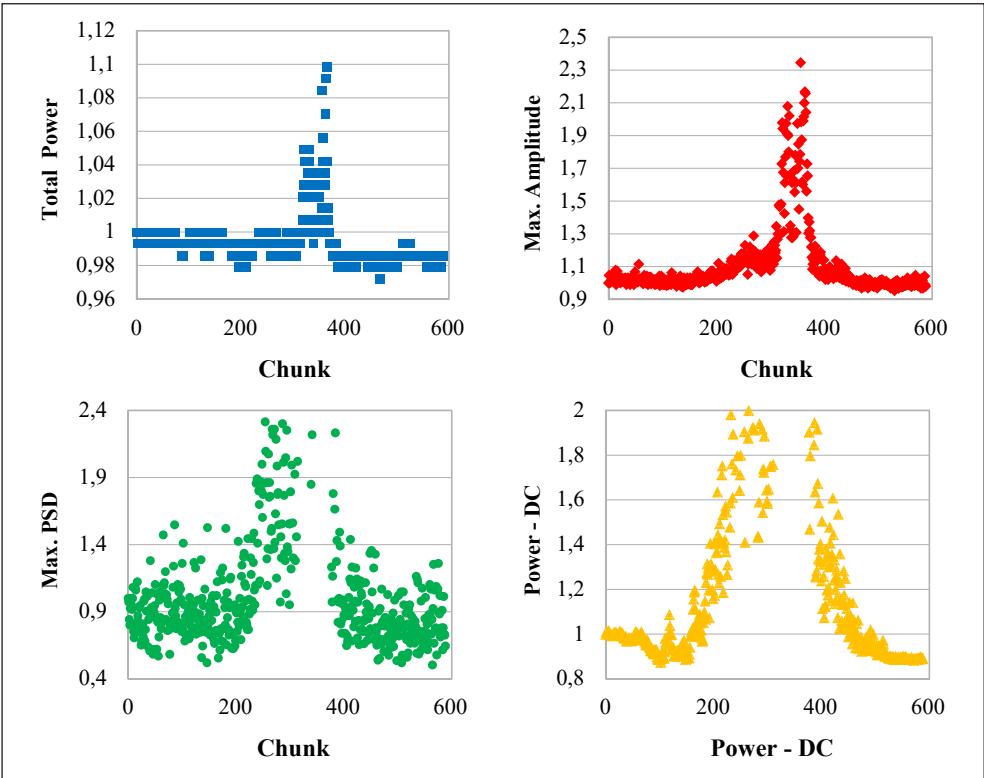 1,12
1,1
1,08
1,06
1,04
1,02
1
0,98
0,96
Total Power
0 200 400 600
Chunk
2,5
2,3
2,1
1,9
1,7
1,5
1,3
1,1
0,9
Max. Amplitude
0 200 400 600
Chunk
2,4
1,9
1,4
0,9
0,4
Max. PSD
0 200 400 600
Chunk
2
1,8
1,6
1,4
1,2
1
0,8
Power - DC
0 200 400 600
Power - DC